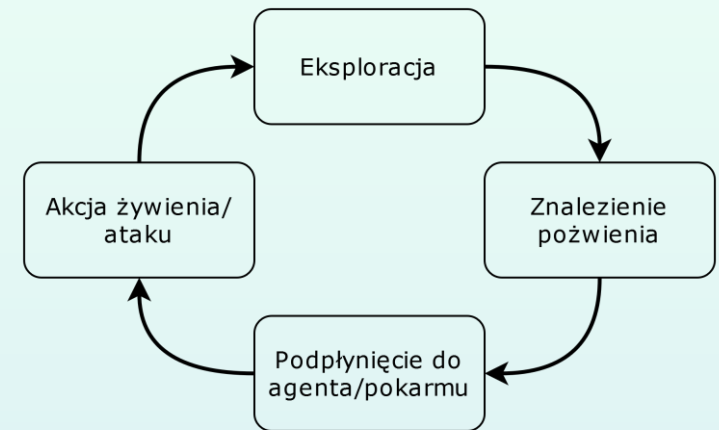 Eksploracja
Akcja żywienia/
ataku
Znalezienie
pożwienia
Podpłynięcie do
agenta/pokarmu